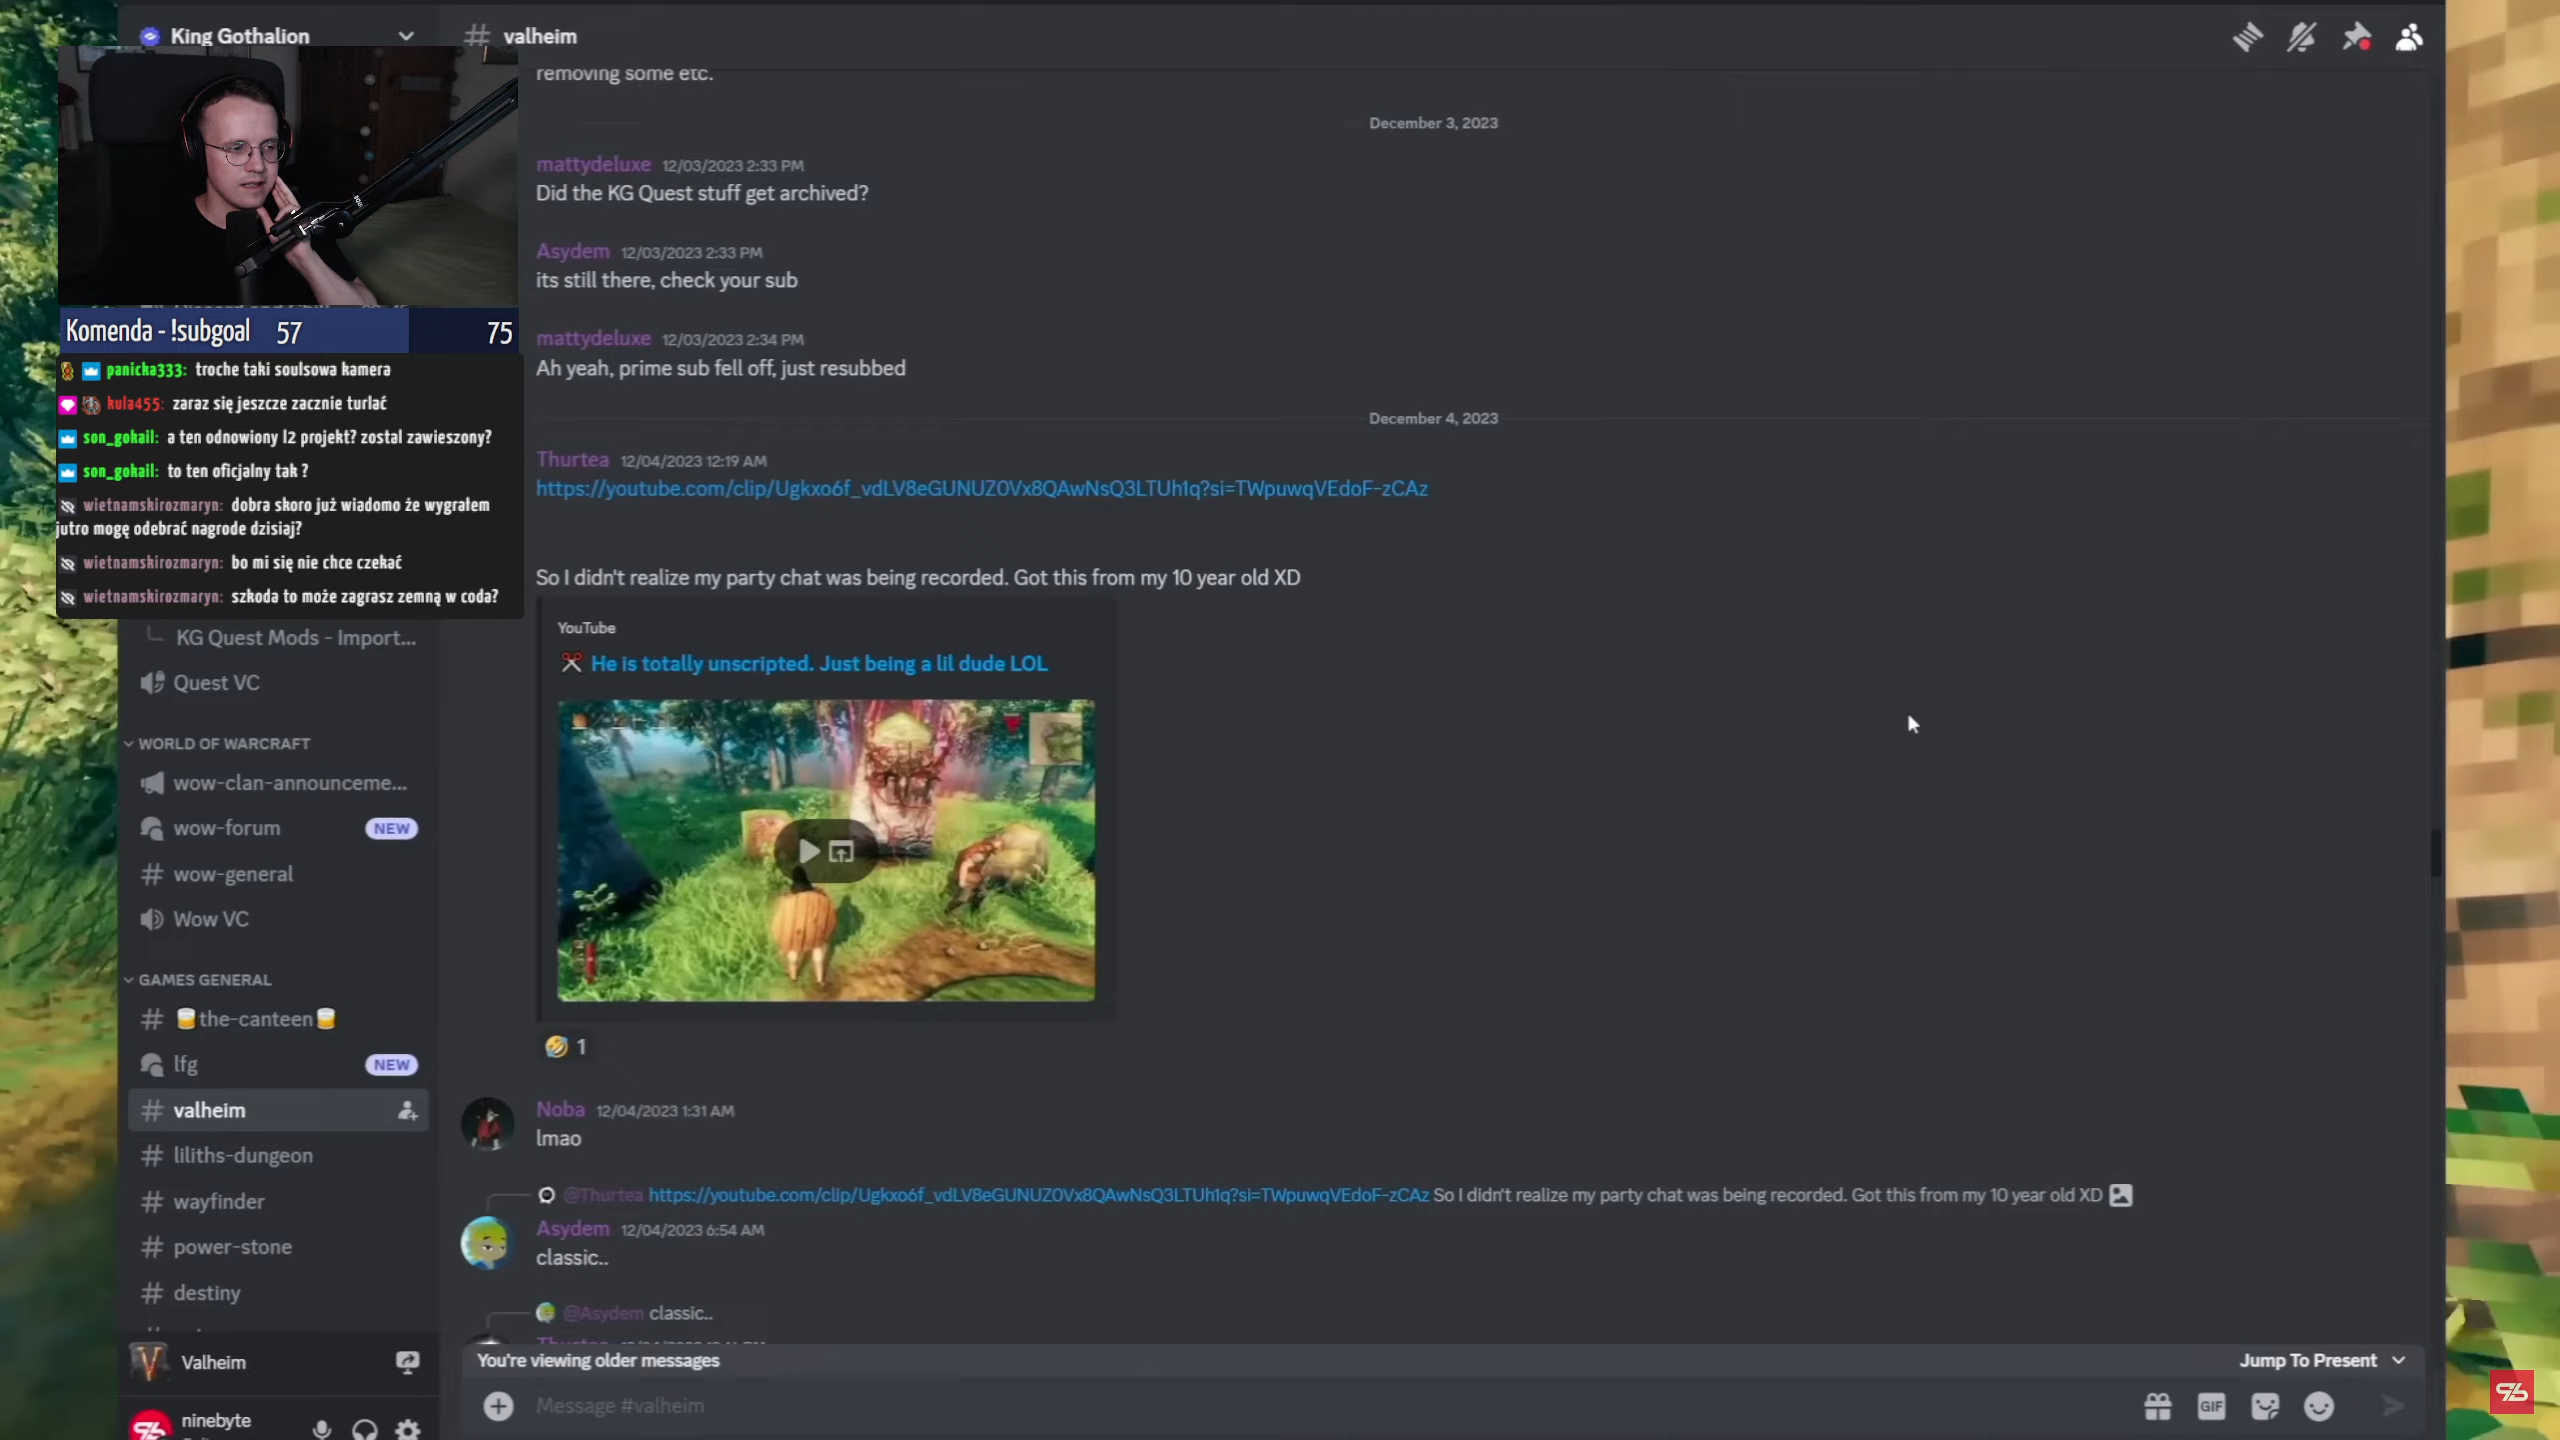 King Gothalion
# valheim
removing some etc.
December 3, 2023
mattydeluxe 12/03/2023 2:33 PM
Did the KG Quest stuff get archived?
Asydem 12/03/2023 2:33 PM
its still there, check your sub
mattydeluxe 12/03/2023 2:34 PM
Ah yeah, prime sub fell off, just resubbed
December 4, 2023
Thurtea 12/04/2023 12:19 AM
https://youtube.com/clip/Ugkxo6f_vdLV8eGUNUZ0Vx8QAwNsQ3LTUh1q?si=TWpuwqVEdoF-zCAz
So I didn't realize my party chat was being recorded. Got this from my 10 year old XD
YouTube
He is totally unscripted. Just being a lil dude LOL
1
Noba 12/04/2023 1:31 AM
lmao
@Thurtea https://youtube.com/clip/Ugkxo6f_vdLV8eGUNUZ0Vx8QAwNsQ3LTUh1q?si=TWpuwqVEdoF-zCAz So I didn't realize my party chat was being recorded. Got this from my 10 year old XD
Asydem 12/04/2023 6:54 AM
classic..
@Asydem classic..
You're viewing older messages
Jump To Present
Message #valheim
GIF
Komenda - !subgoal 57 75
panicka333: troche taki soulsowa kamera
kula455: zaraz się jeszcze zacznie turlać
son_gokail: a ten odnowiony l2 projekt? zostal zawieszony?
son_gokail: to ten oficjalny tak ?
wietnamskirozmaryn: dobra skoro już wiadomo że wygrałem
jutro mogę odebrać nagrode dzisiaj?
wietnamskirozmaryn: bo mi się nie chce czekać
wietnamskirozmaryn: szkoda to może zagrasz zemną w coda?
KG Quest Mods - Import...
Quest VC
WORLD OF WARCRAFT
wow-clan-announceme...
wow-forum NEW
# wow-general
Wow VC
GAMES GENERAL
# the-canteen
lfg NEW
# valheim
# liliths-dungeon
# wayfinder
# power-stone
# destiny
Valheim
ninebyte